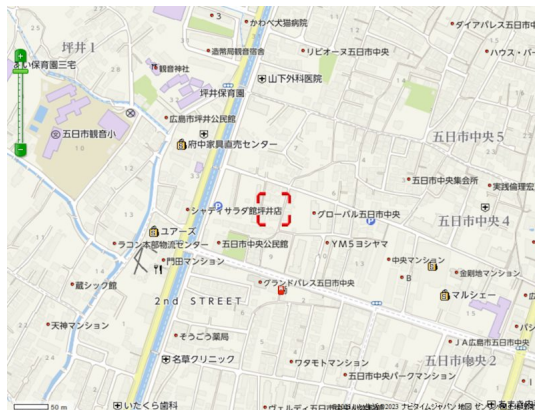 3
かわべ犬猫病院
ダイアパレス五日市中
坪井1
造幣局観音宿舎
リビオーヌ五日市中央
ハウス・バー
保育園三宅
観音神社
山下外科医院
坪井保育園
広島市坪井公民館
五日市観音小
五日市中央5
府中家具直売センター
五日市中央集会所
実践倫理宏
シャディサラダ館坪井店
グローバル五日市中央
五日市中央4
ユアーズ
ラコン本部物流センター
五日市中央公民館
YMSヨシヤマ
門田マンション
中央マンション
金剛地マンション
B
蔵シック館
グランドパレス五日市中央
マルシェー
2nd STREET
天神マンション
そうごう薬局
JA広島市五日市中央
五日市中央2
名草クリニック
ワタモトマンション
五日市中央パークマンション
50 m
いたくら歯科